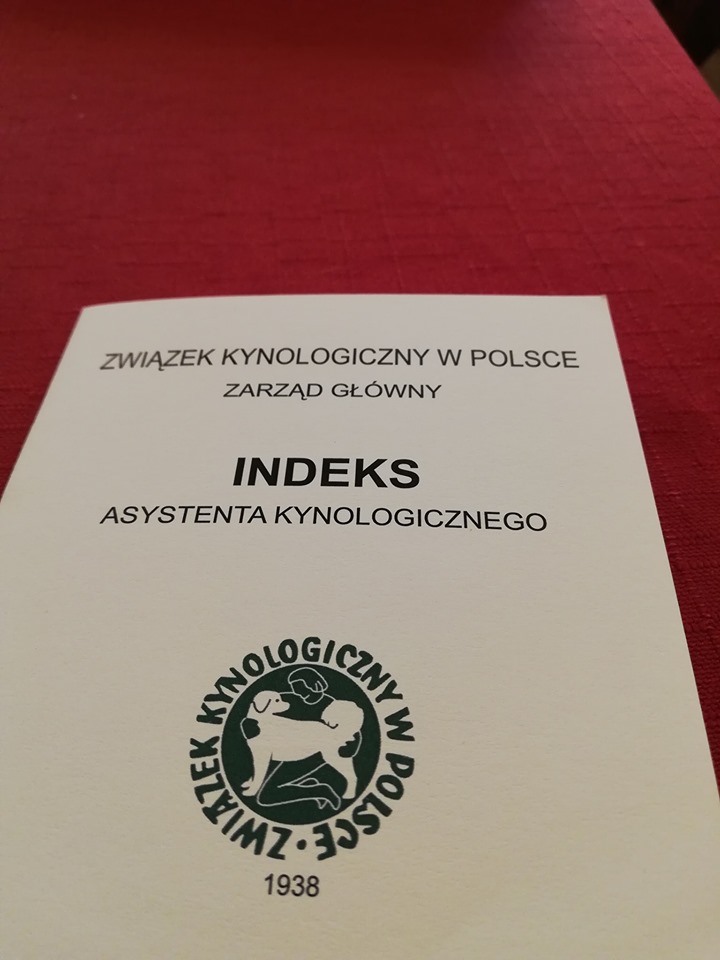 ZWIĄZEK KYNOLOGICZNY W POLSCE
ZARZĄD GŁÓWNY
INDEKS
ASYSTENTA KYNOLOGICZNEGO
ZWIĄZEK KYNOLOGICZNY W POLSCE •
1938